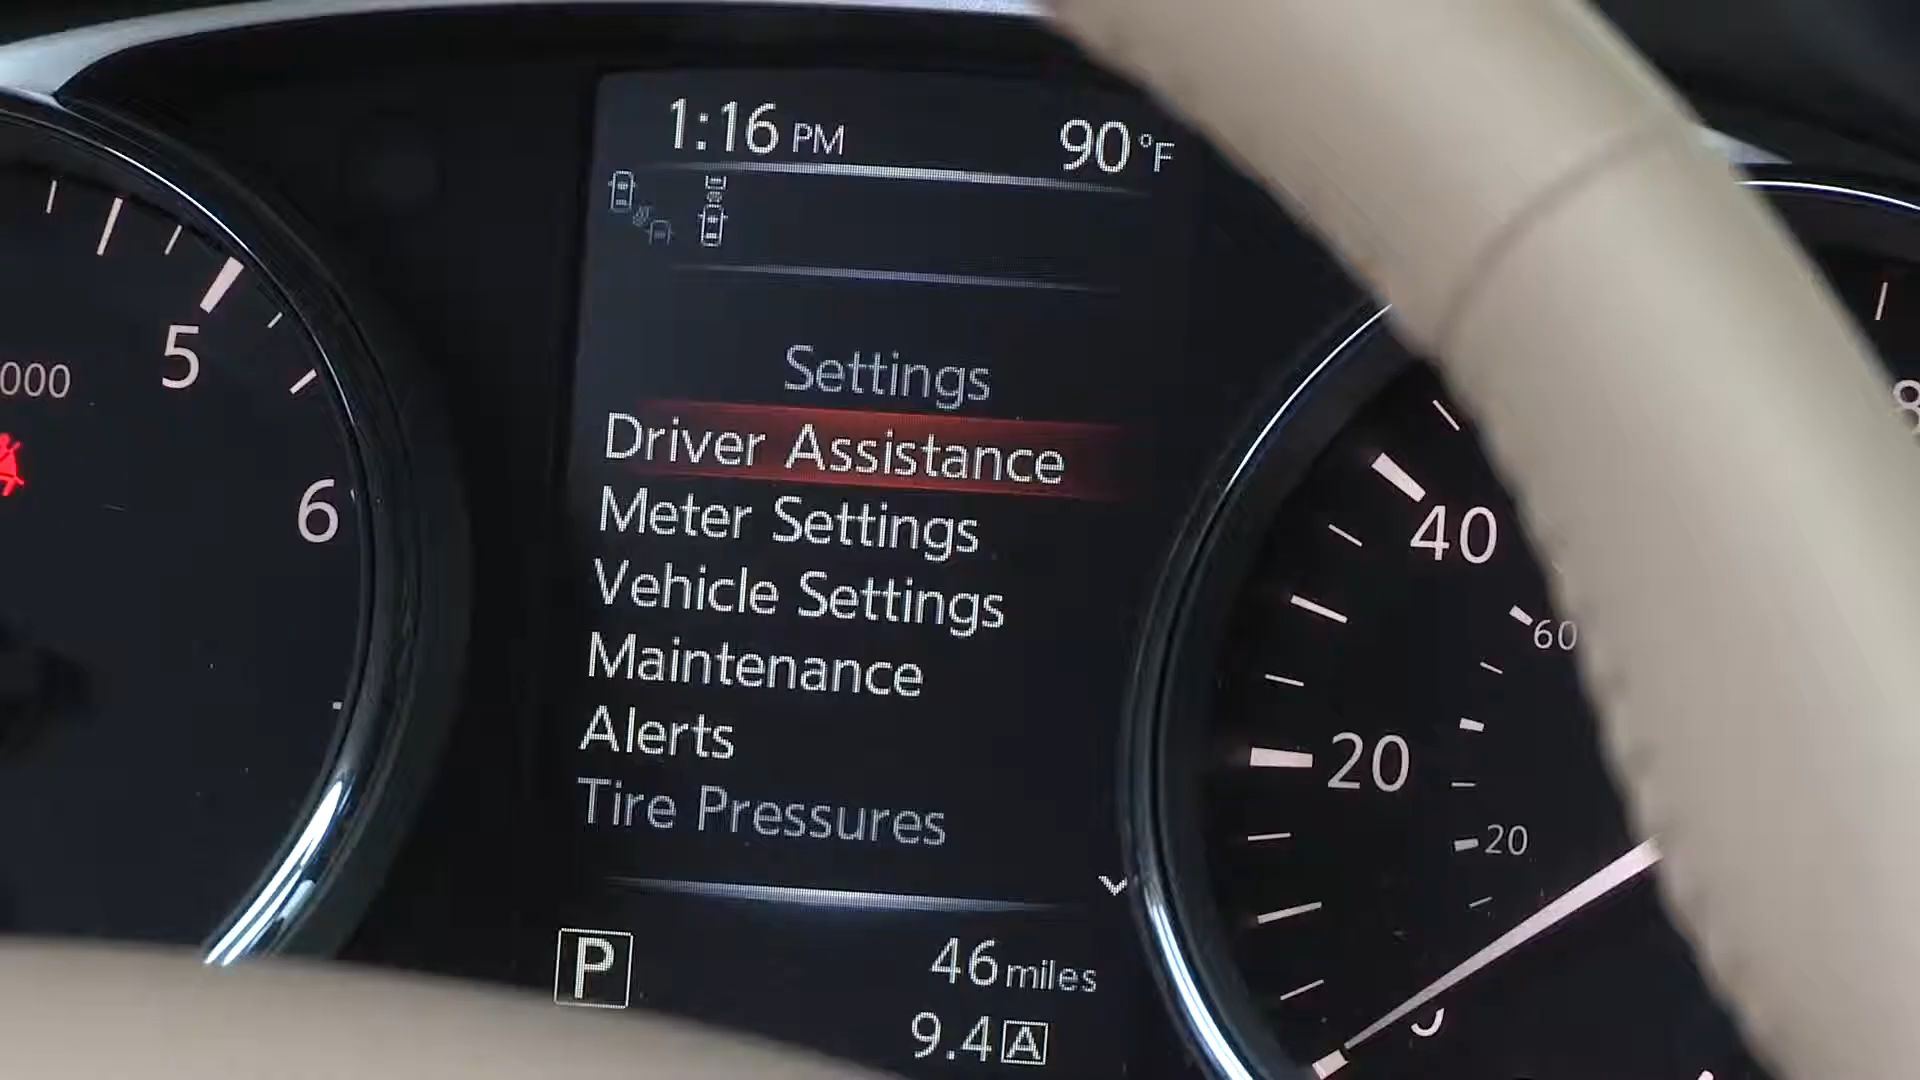 1:16 PM 90 °F
Settings
Driver Assistance
Meter Settings
Vehicle Settings
Maintenance
Alerts
Tire Pressures
P
46 miles
9.4 A
000
5
6
40
60
20
20
8